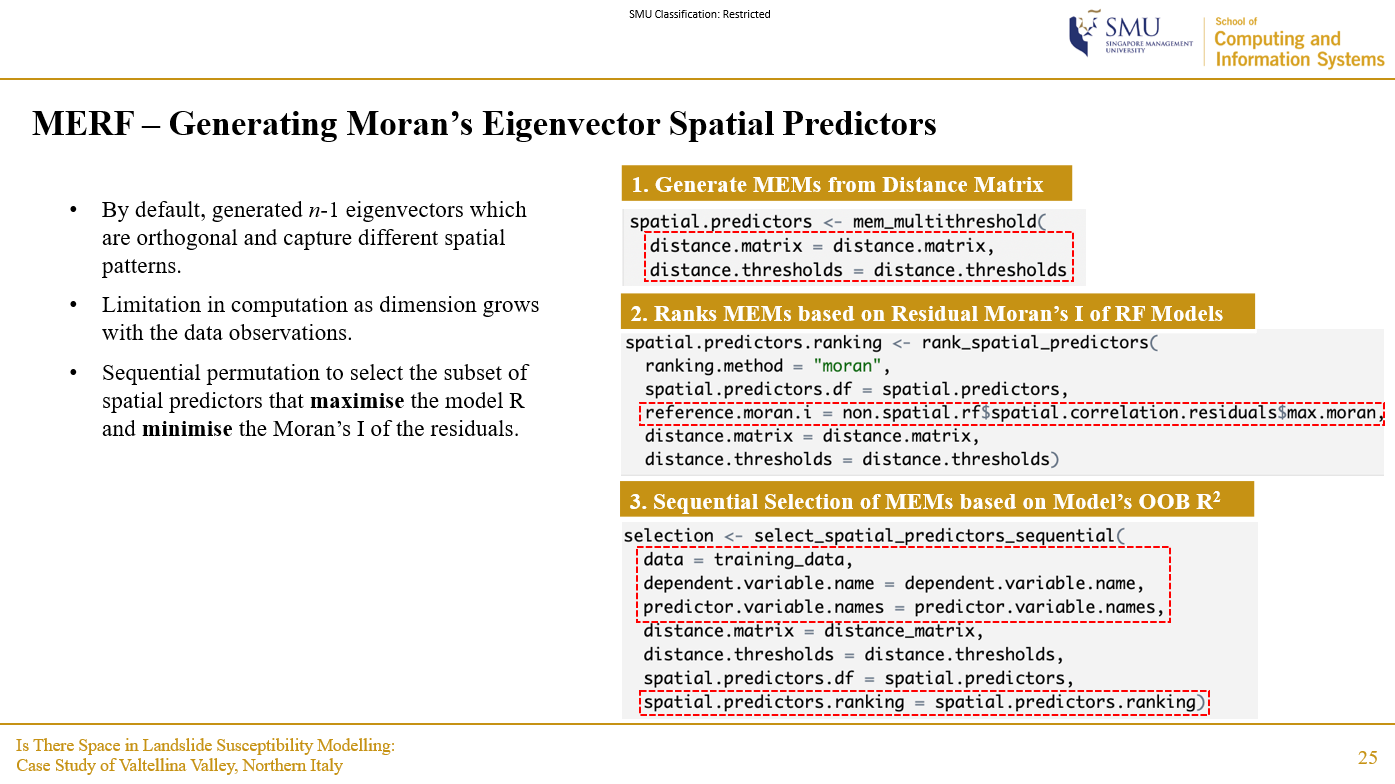 SMU Classification: Restricted
SMU
SINGAPORE MANAGEMENT
UNIVERSITY
School of
Computing and
Information Systems
MERF – Generating Moran’s Eigenvector Spatial Predictors
• By default, generated n-1 eigenvectors which
are orthogonal and capture different spatial
patterns.
• Limitation in computation as dimension grows
with the data observations.
• Sequential permutation to select the subset of
spatial predictors that maximise the model R
and minimise the Moran’s I of the residuals.
1. Generate MEMs from Distance Matrix
spatial.predictors <- mem_multithreshold(
distance.matrix = distance.matrix,
distance.thresholds = distance.thresholds
2. Ranks MEMs based on Residual Moran’s I of RF Models
spatial.predictors.ranking <- rank_spatial_predictors(
ranking.method = "moran",
spatial.predictors.df = spatial.predictors,
reference.moran.i = non.spatial.rf$spatial.correlation.residuals$max.moran,
distance.matrix = distance.matrix,
distance.thresholds = distance.thresholds)
3. Sequential Selection of MEMs based on Model’s OOB R²
selection <- select_spatial_predictors_sequential(
data = training_data,
dependent.variable.name = dependent.variable.name,
predictor.variable.names = predictor.variable.names,
distance.matrix = distance_matrix,
distance.thresholds = distance.thresholds,
spatial.predictors.df = spatial.predictors,
spatial.predictors.ranking = spatial.predictors.ranking)
Is There Space in Landslide Susceptibility Modelling:
Case Study of Valtellina Valley, Northern Italy
25